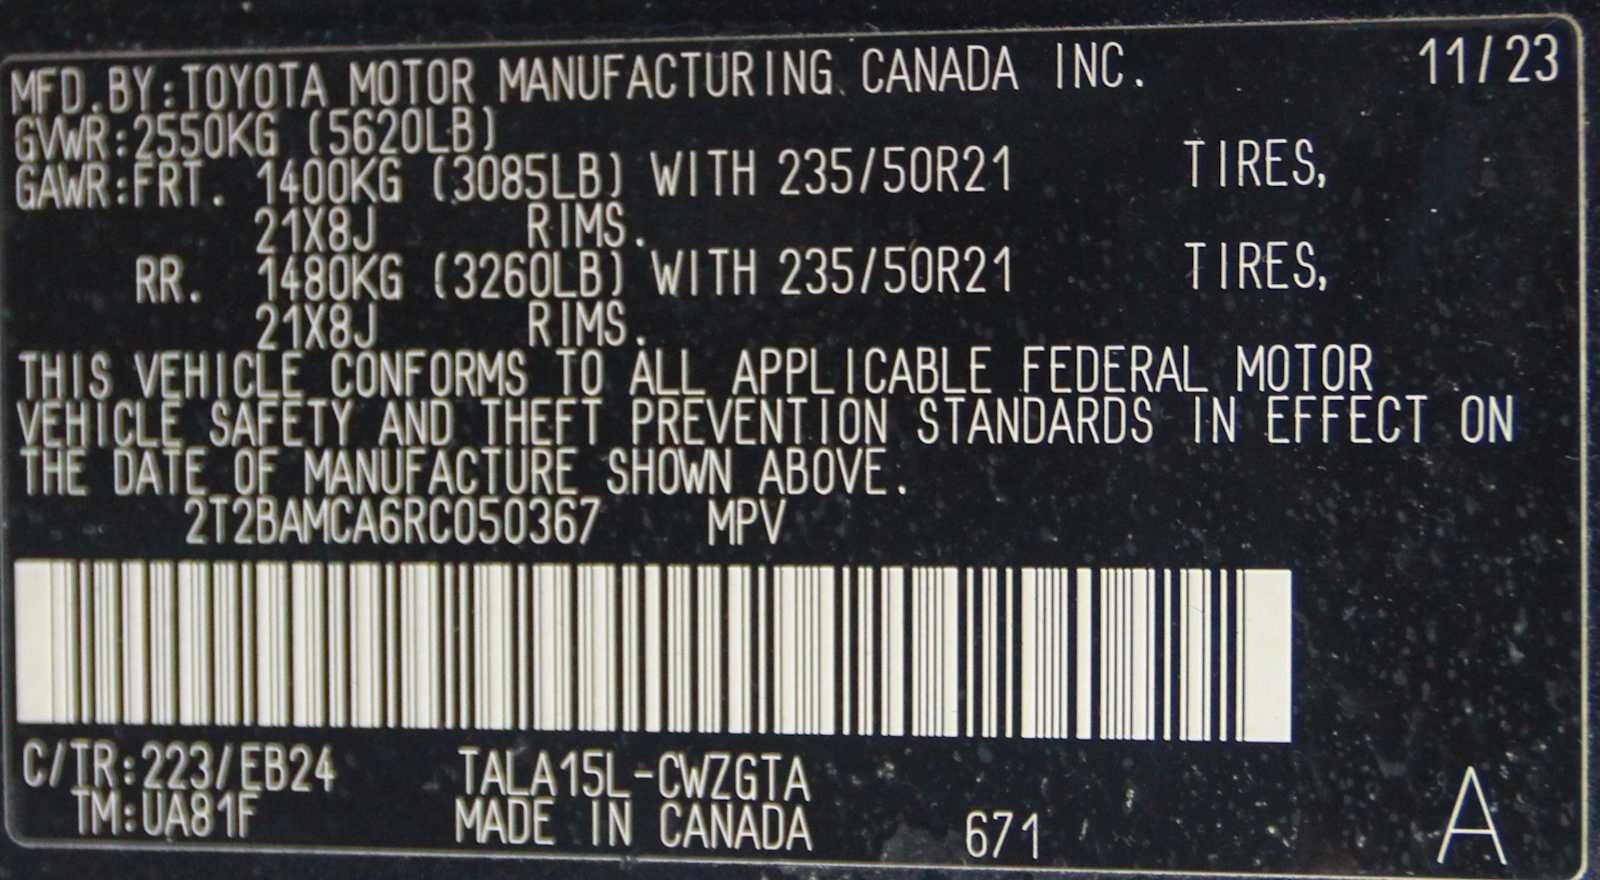 MFD.BY:TOYOTA MOTOR MANUFACTURING CANADA INC. 11/23
GVWR:2550KG (5620LB)
GAWR:FRT. 1400KG (3085LB) WITH 235/50R21 TIRES,
21X8J RIMS.
RR. 1480KG (3260LB) WITH 235/50R21 TIRES,
21X8J RIMS.
THIS VEHICLE CONFORMS TO ALL APPLICABLE FEDERAL MOTOR
VEHICLE SAFETY AND THEFT PREVENTION STANDARDS IN EFFECT ON
THE DATE OF MANUFACTURE SHOWN ABOVE.
2T2BAMCA6RC050367 MPV
C/TR:223/EB24 TALA15L-CWZGTA
TM:UA81F MADE IN CANADA 671 A